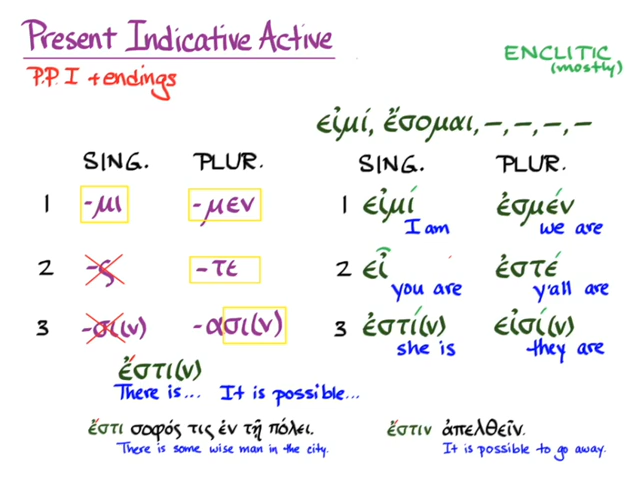 Present Indicative Active
ENCLITIC
(mostly)
P.P. I + endings
εἰμί, ἔσομαι, –, –, –, –
SING. PLUR. SING. PLUR.
1 -μι -μεν 1 εἰμί ἐσμέν
I am we are
2 -ς -τε 2 εἶ ἐστέ
you are y'all are
3 -σι(ν) -ασι(ν) 3 ἐστί(ν) εἰσί(ν)
she is they are
ἔστι(ν)
There is... It is possible...
ἔστι σοφός τις ἐν τῇ πόλει. ἔστιν ἀπελθεῖν.
There is some wise man in the city. It is possible to go away.